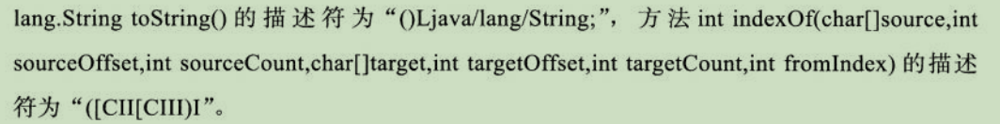 lang.String toString() 的描述符为“()Ljava/lang/String;”，方法 int indexOf(char[]source,int
sourceOffset,int sourceCount,char[]target,int targetOffset,int targetCount,int fromIndex) 的描述
符为“([CII[CIII)I”。